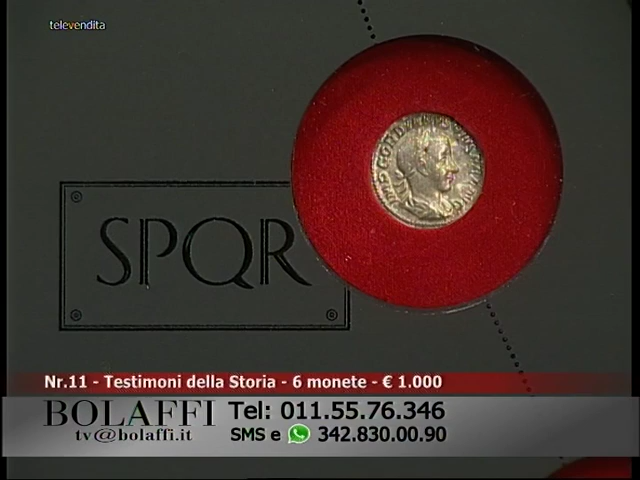 televendita
SPQR
Nr.11 - Testimoni della Storia - 6 monete - € 1.000
BOLAFFI
tv@bolaffi.it
Tel: 011.55.76.346
SMS e 342.830.00.90